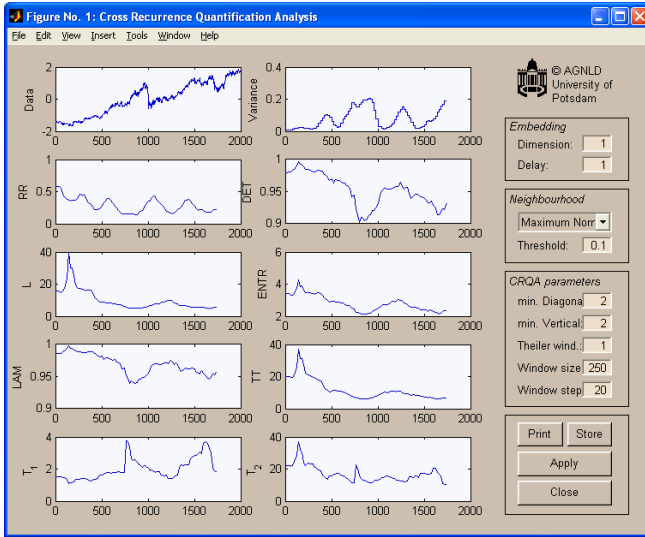 Figure No. 1: Cross Recurrence Quantification Analysis
File Edit View Insert Tools Window Help
Data
2
0
-2
0 500 1000 1500 2000
Variance
0.4
0.2
0
0 500 1000 1500 2000
RR
1
0.5
0
0 500 1000 1500 2000
DET
1
0.95
0.9
0 500 1000 1500 2000
L
40
20
0
0 500 1000 1500 2000
ENTR
6
4
2
0 500 1000 1500 2000
LAM
1
0.95
0.9
0 500 1000 1500 2000
TT
40
20
0
0 500 1000 1500 2000
T1
4
2
0
0 500 1000 1500 2000
T2
40
20
0
0 500 1000 1500 2000
© AGNLD
University of
Potsdam
Embedding
Dimension: 1
Delay: 1
Neighbourhood
Maximum Norr
Threshold: 0.1
CRQA parameters
min. Diagona 2
min. Vertical: 2
Theiler wind.: 1
Window size 250
Window step 20
Print Store
Apply
Close